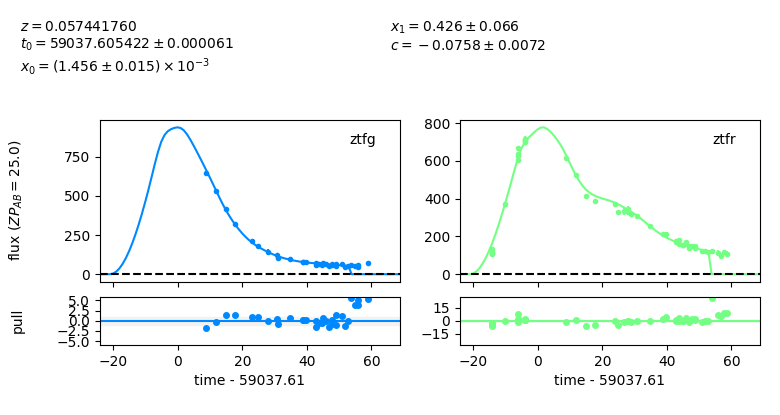 z = 0.057441760
t₀ = 59037.605422 ± 0.000061
x₀ = (1.456 ± 0.015) × 10⁻³
x₁ = 0.426 ± 0.066
c = −0.0758 ± 0.0072
flux (ZP_AB = 25.0)
ztfg
750
500
250
0
ztfr
800
600
400
200
0
pull
5.0
2.5
0.0
−2.5
−5.0
−20 0 20 40 60
time - 59037.61
15
0
−15
−20 0 20 40 60
time - 59037.61